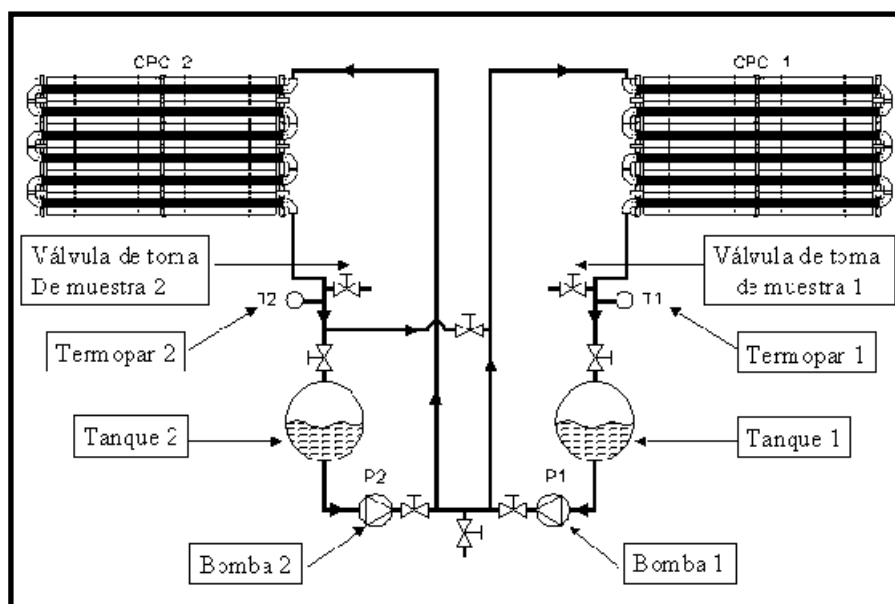 CPC 2
CPC 1
Válvula de toma
De muestra 2
Válvula de toma
de muestra 1
T2
T1
Termopar 2
Termopar 1
Tanque 2
Tanque 1
P2
P1
Bomba 2
Bomba 1